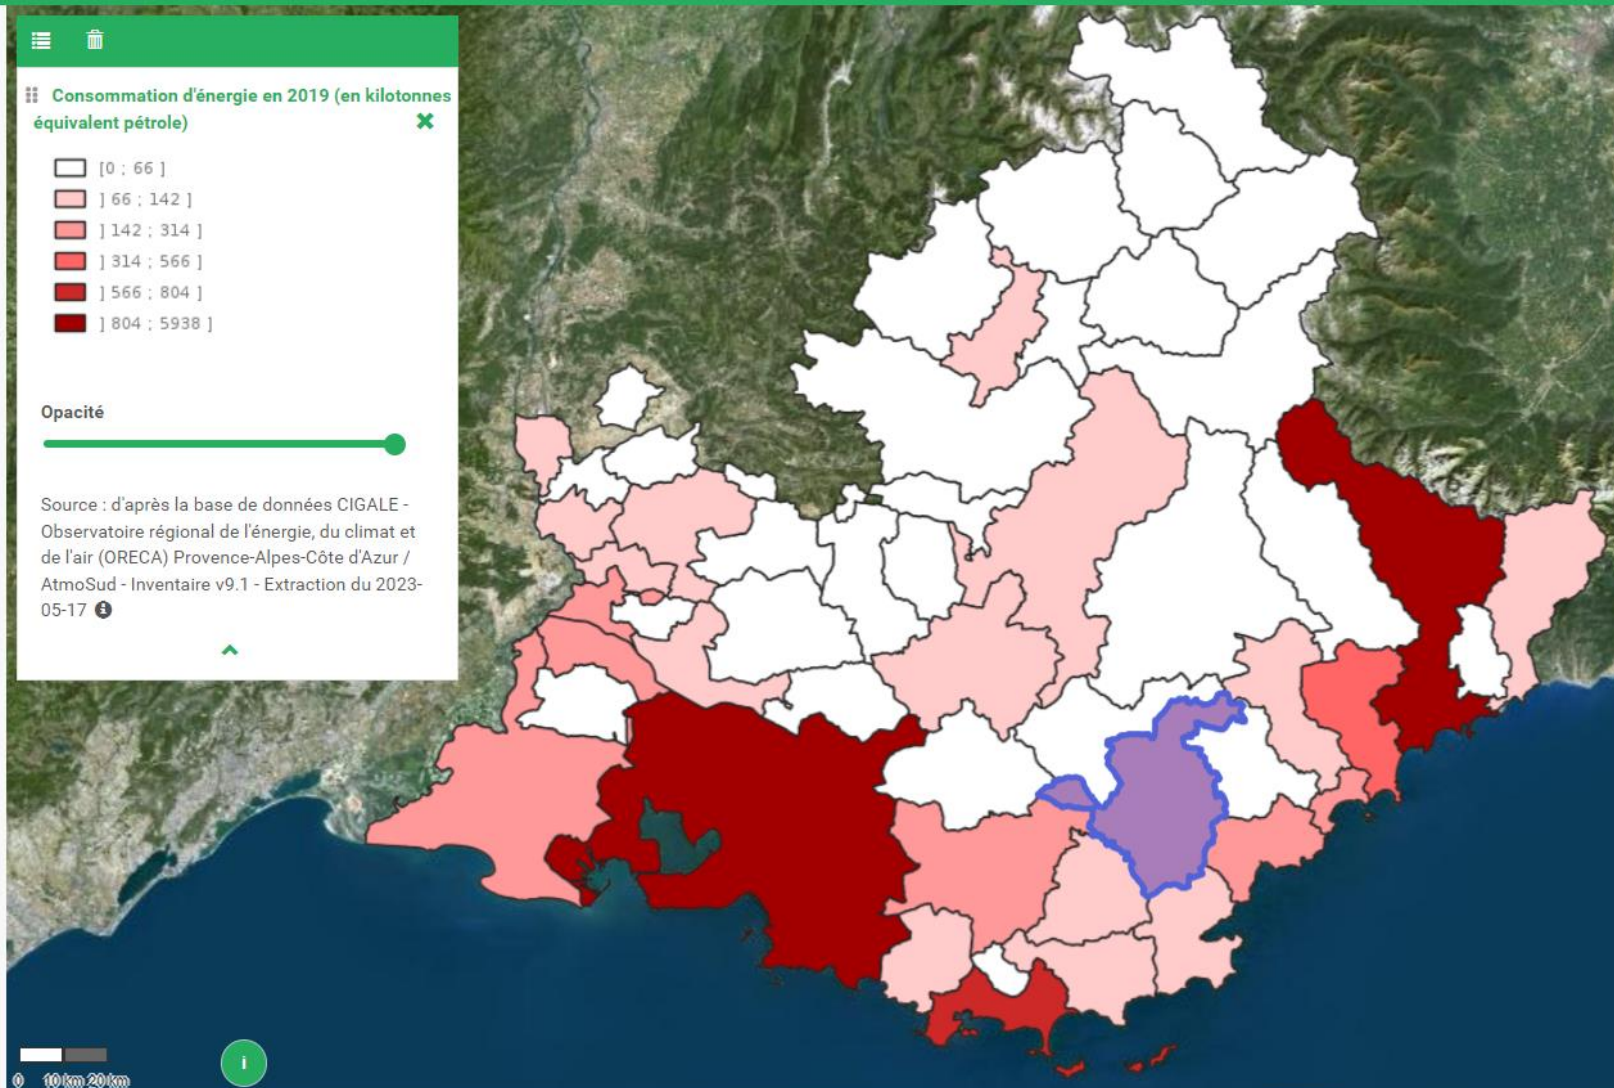 Consommation d'énergie en 2019 (en kilotonnes
équivalent pétrole)
[0 ; 66 ]
] 66 ; 142 ]
] 142 ; 314 ]
] 314 ; 566 ]
] 566 ; 804 ]
] 804 ; 5938 ]
Opacité
Source : d'après la base de données CIGALE -
Observatoire régional de l'énergie, du climat et
de l'air (ORECA) Provence-Alpes-Côte d'Azur /
AtmoSud - Inventaire v9.1 - Extraction du 2023-
05-17
0 10 km 20 km
i